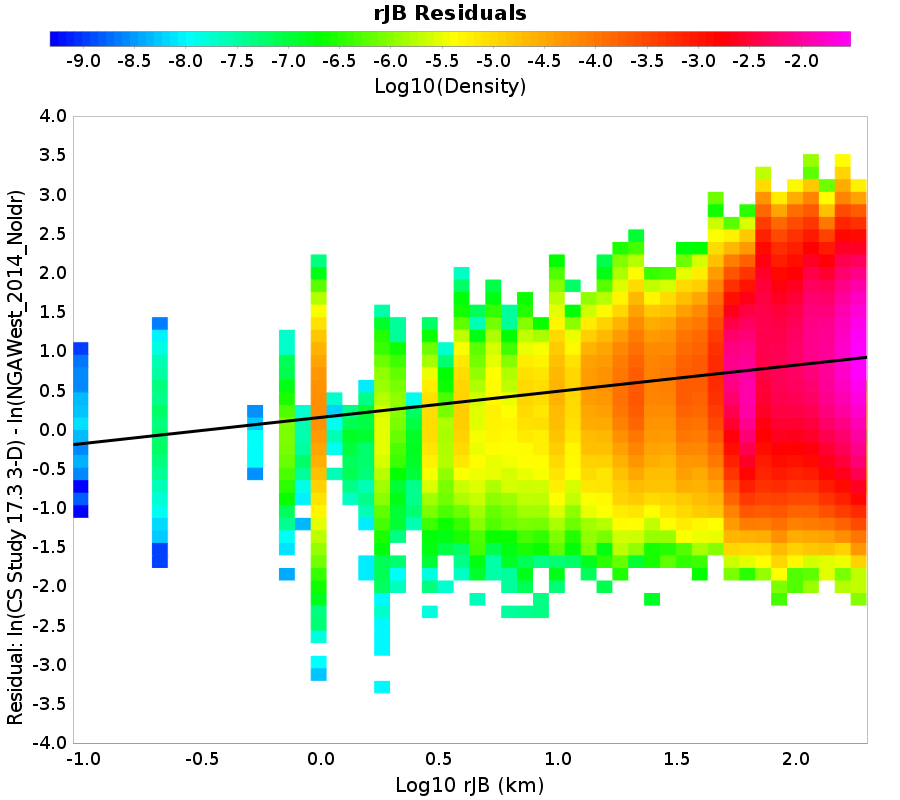 rJB Residuals
-9.0 -8.5 -8.0 -7.5 -7.0 -6.5 -6.0 -5.5 -5.0 -4.5 -4.0 -3.5 -3.0 -2.5 -2.0
Log10(Density)
4.0
3.5
3.0
2.5
2.0
1.5
1.0
0.5
0.0
-0.5
-1.0
-1.5
-2.0
-2.5
-3.0
-3.5
-4.0
Residual: ln(CS Study 17.3 3-D) - ln(NGAWest_2014_NoIdr)
-1.0 -0.5 0.0 0.5 1.0 1.5 2.0
Log10 rJB (km)